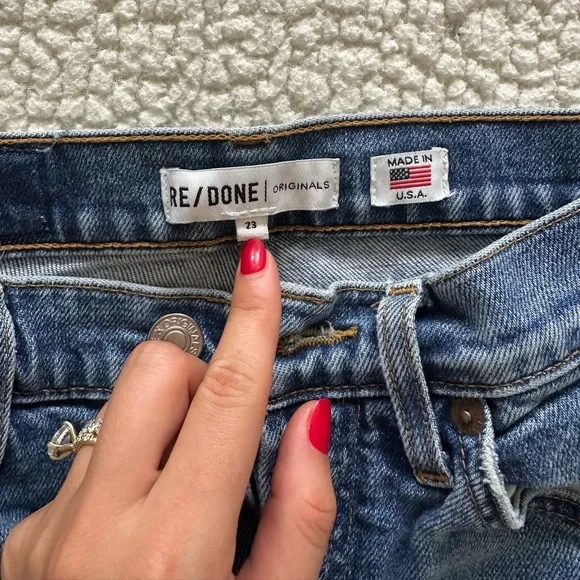 RE/DONE | ORIGINALS
MADE IN
U.S.A.
23